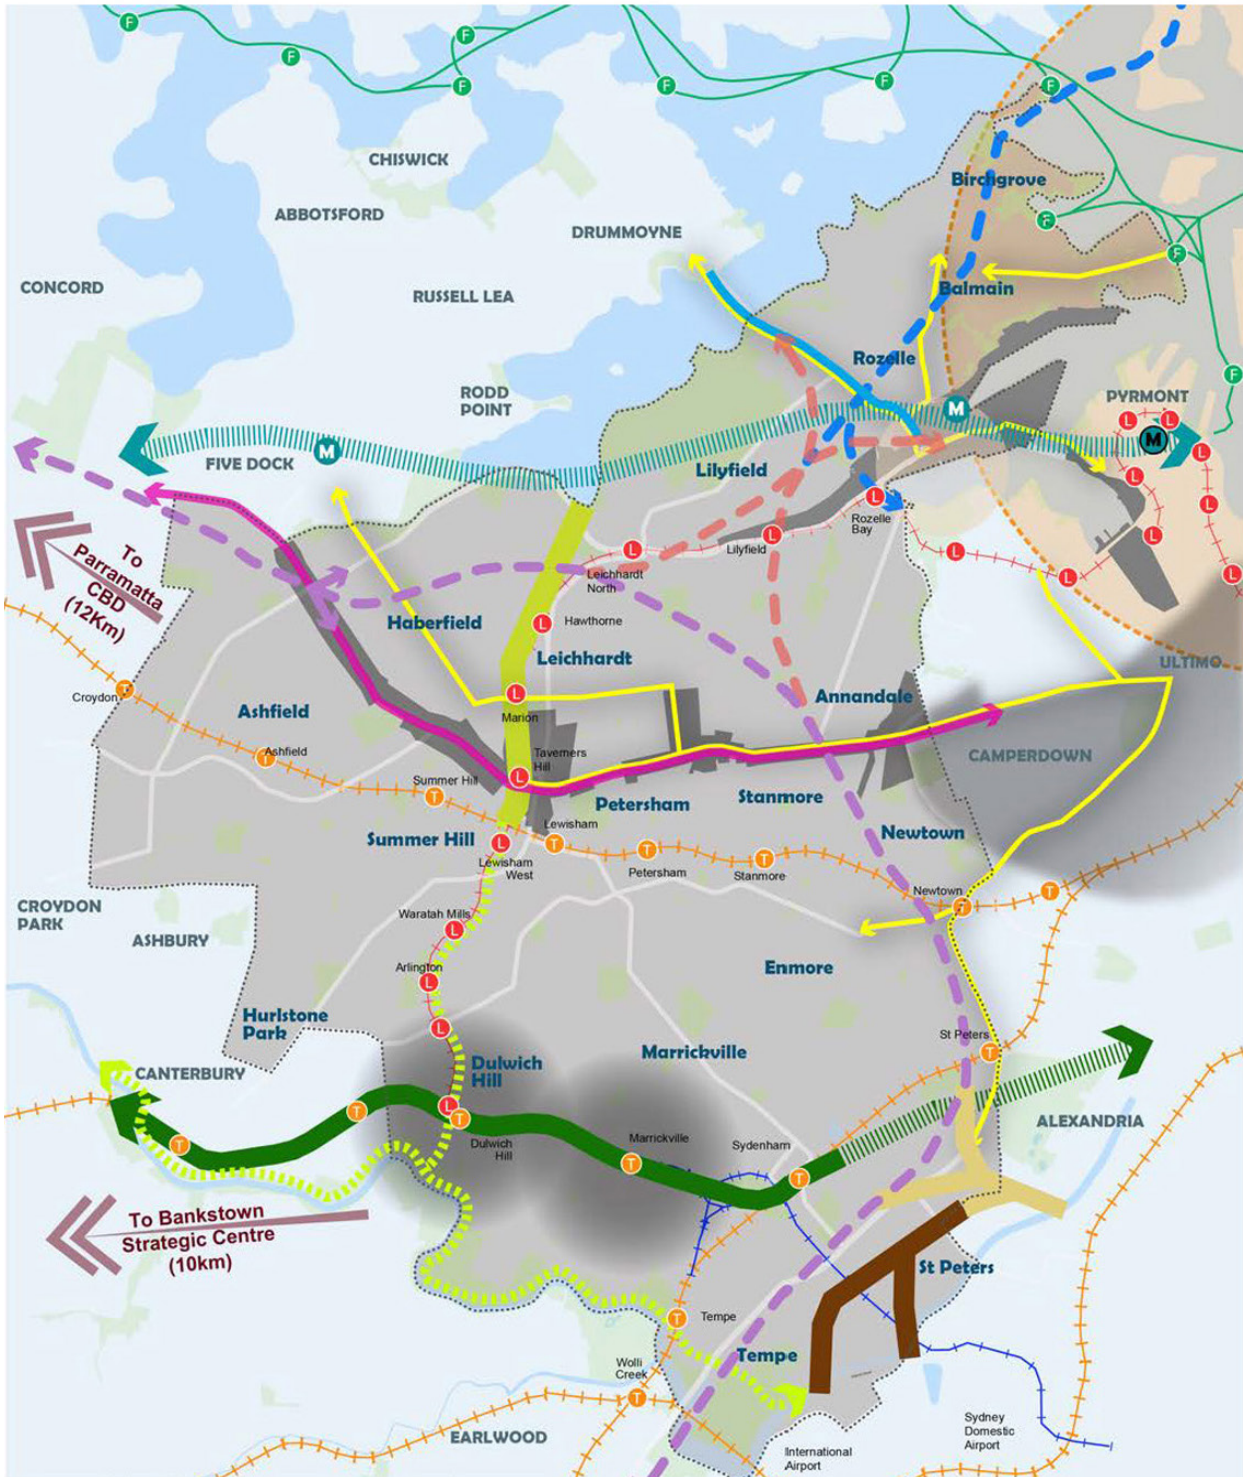 F
F
F
F
F
F
F
CHISWICK
Birchgrove
ABBOTSFORD
F
DRUMMOYNE
F
CONCORD
RUSSELL LEA
Balmain
Rozelle
F
RODD
POINT
PYRMONT
M
L
L
M
M
FIVE DOCK
L
Lilyfield
L
L
L
Rozelle
Bay
L
Lilyfield
L
L
L
L
To
Parramatta
CBD
(12Km)
Leichhardt
North
L
Hawthorne
Haberfield
Leichhardt
ULTIMO
T
Croydon
L
Marion
Annandale
Ashfield
Ashfield
T
Taverners
Hill
CAMPERDOWN
L
Summer Hill
T
Petersham
Stanmore
Lewisham
Summer Hill
L
T
T
T
Newtown
Lewisham
West
Petersham
Stanmore
Newtown
T
T
CROYDON
PARK
Waratah Mills
L
ASHBURY
Arlington
L
Enmore
Hurlstone
Park
L
St Peters
T
Marrickville
Dulwich
Hill
CANTERBURY
L
T
T
T
Dulwich
Hill
Marrickville
T
Sydenham
T
ALEXANDRIA
To Bankstown
Strategic Centre
(10km)
St Peters
T
Tempe
Tempe
Wolli
Creek
T
EARLWOOD
International
Airport
Sydney
Domestic
Airport